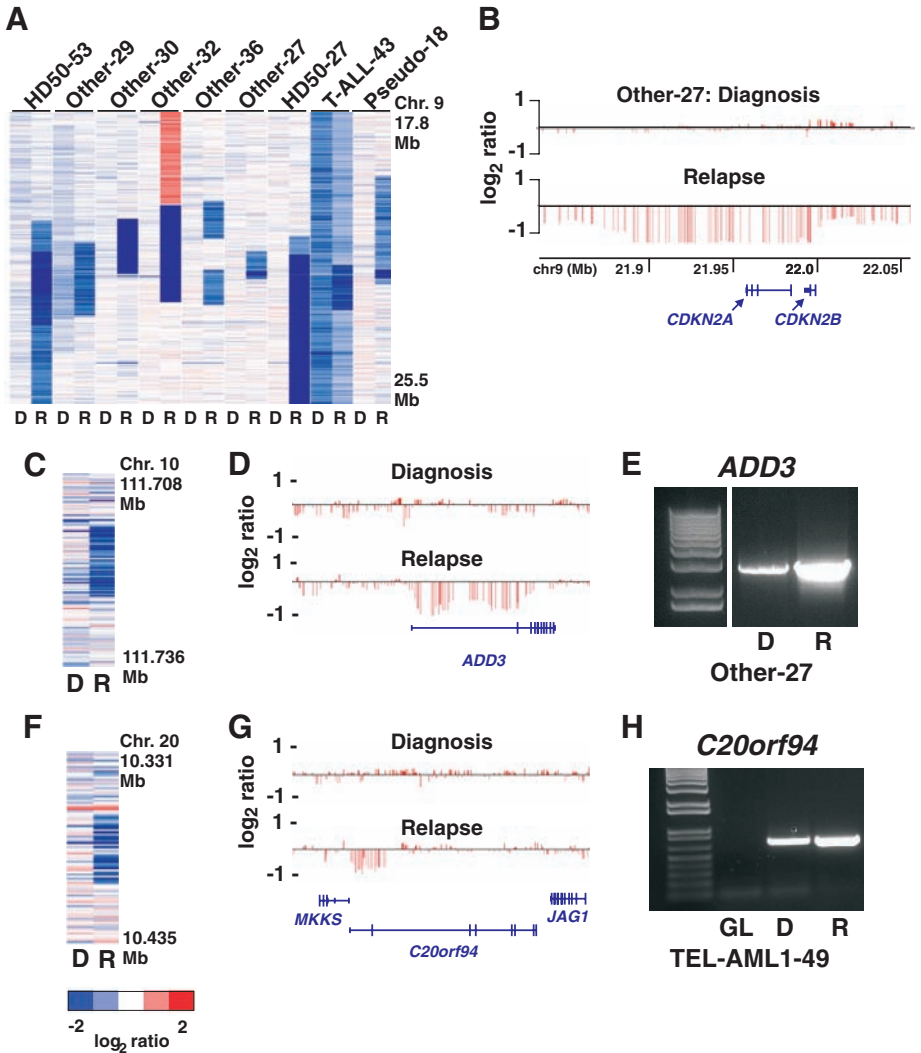 A
HD50-53
Other-29
Other-30
Other-32
Other-36
Other-27
HD50-27
T-ALL-43
Pseudo-18
Chr. 9
17.8
Mb
25.5
Mb
D R D R D R D R D R D R D R D R D R
B
Other-27: Diagnosis
1
-1
log2 ratio
Relapse
1
-1
chr9 (Mb) 21.9 21.95 22.0 22.05
CDKN2A CDKN2B
C
Chr. 10
111.708
Mb
111.736
Mb
D R
D
Diagnosis
1 -
-1 -
log2 ratio
Relapse
1 -
-1 -
ADD3
E
ADD3
D R
Other-27
F
Chr. 20
10.331
Mb
10.435
Mb
D R
-2 2
log2 ratio
G
Diagnosis
1 -
-1 -
log2 ratio
Relapse
1 -
-1 -
MKKS
JAG1
C20orf94
H
C20orf94
GL D R
TEL-AML1-49